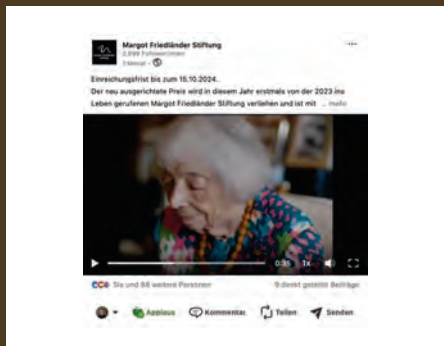 Margot Friedländer Stiftung
2.099 Follower:innen
1 Monat •
Einreichungsfrist bis zum 15.10.2024.
Der neu ausgerichtete Preis wird in diesem Jahr erstmals von der 2023 ins
Leben gerufenen Margot Friedländer Stiftung verliehen und ist mit … mehr
0:35 1x
Sie und 98 weitere Personen
9 direkt geteilte Beiträge
Applaus Kommentar Teilen Senden